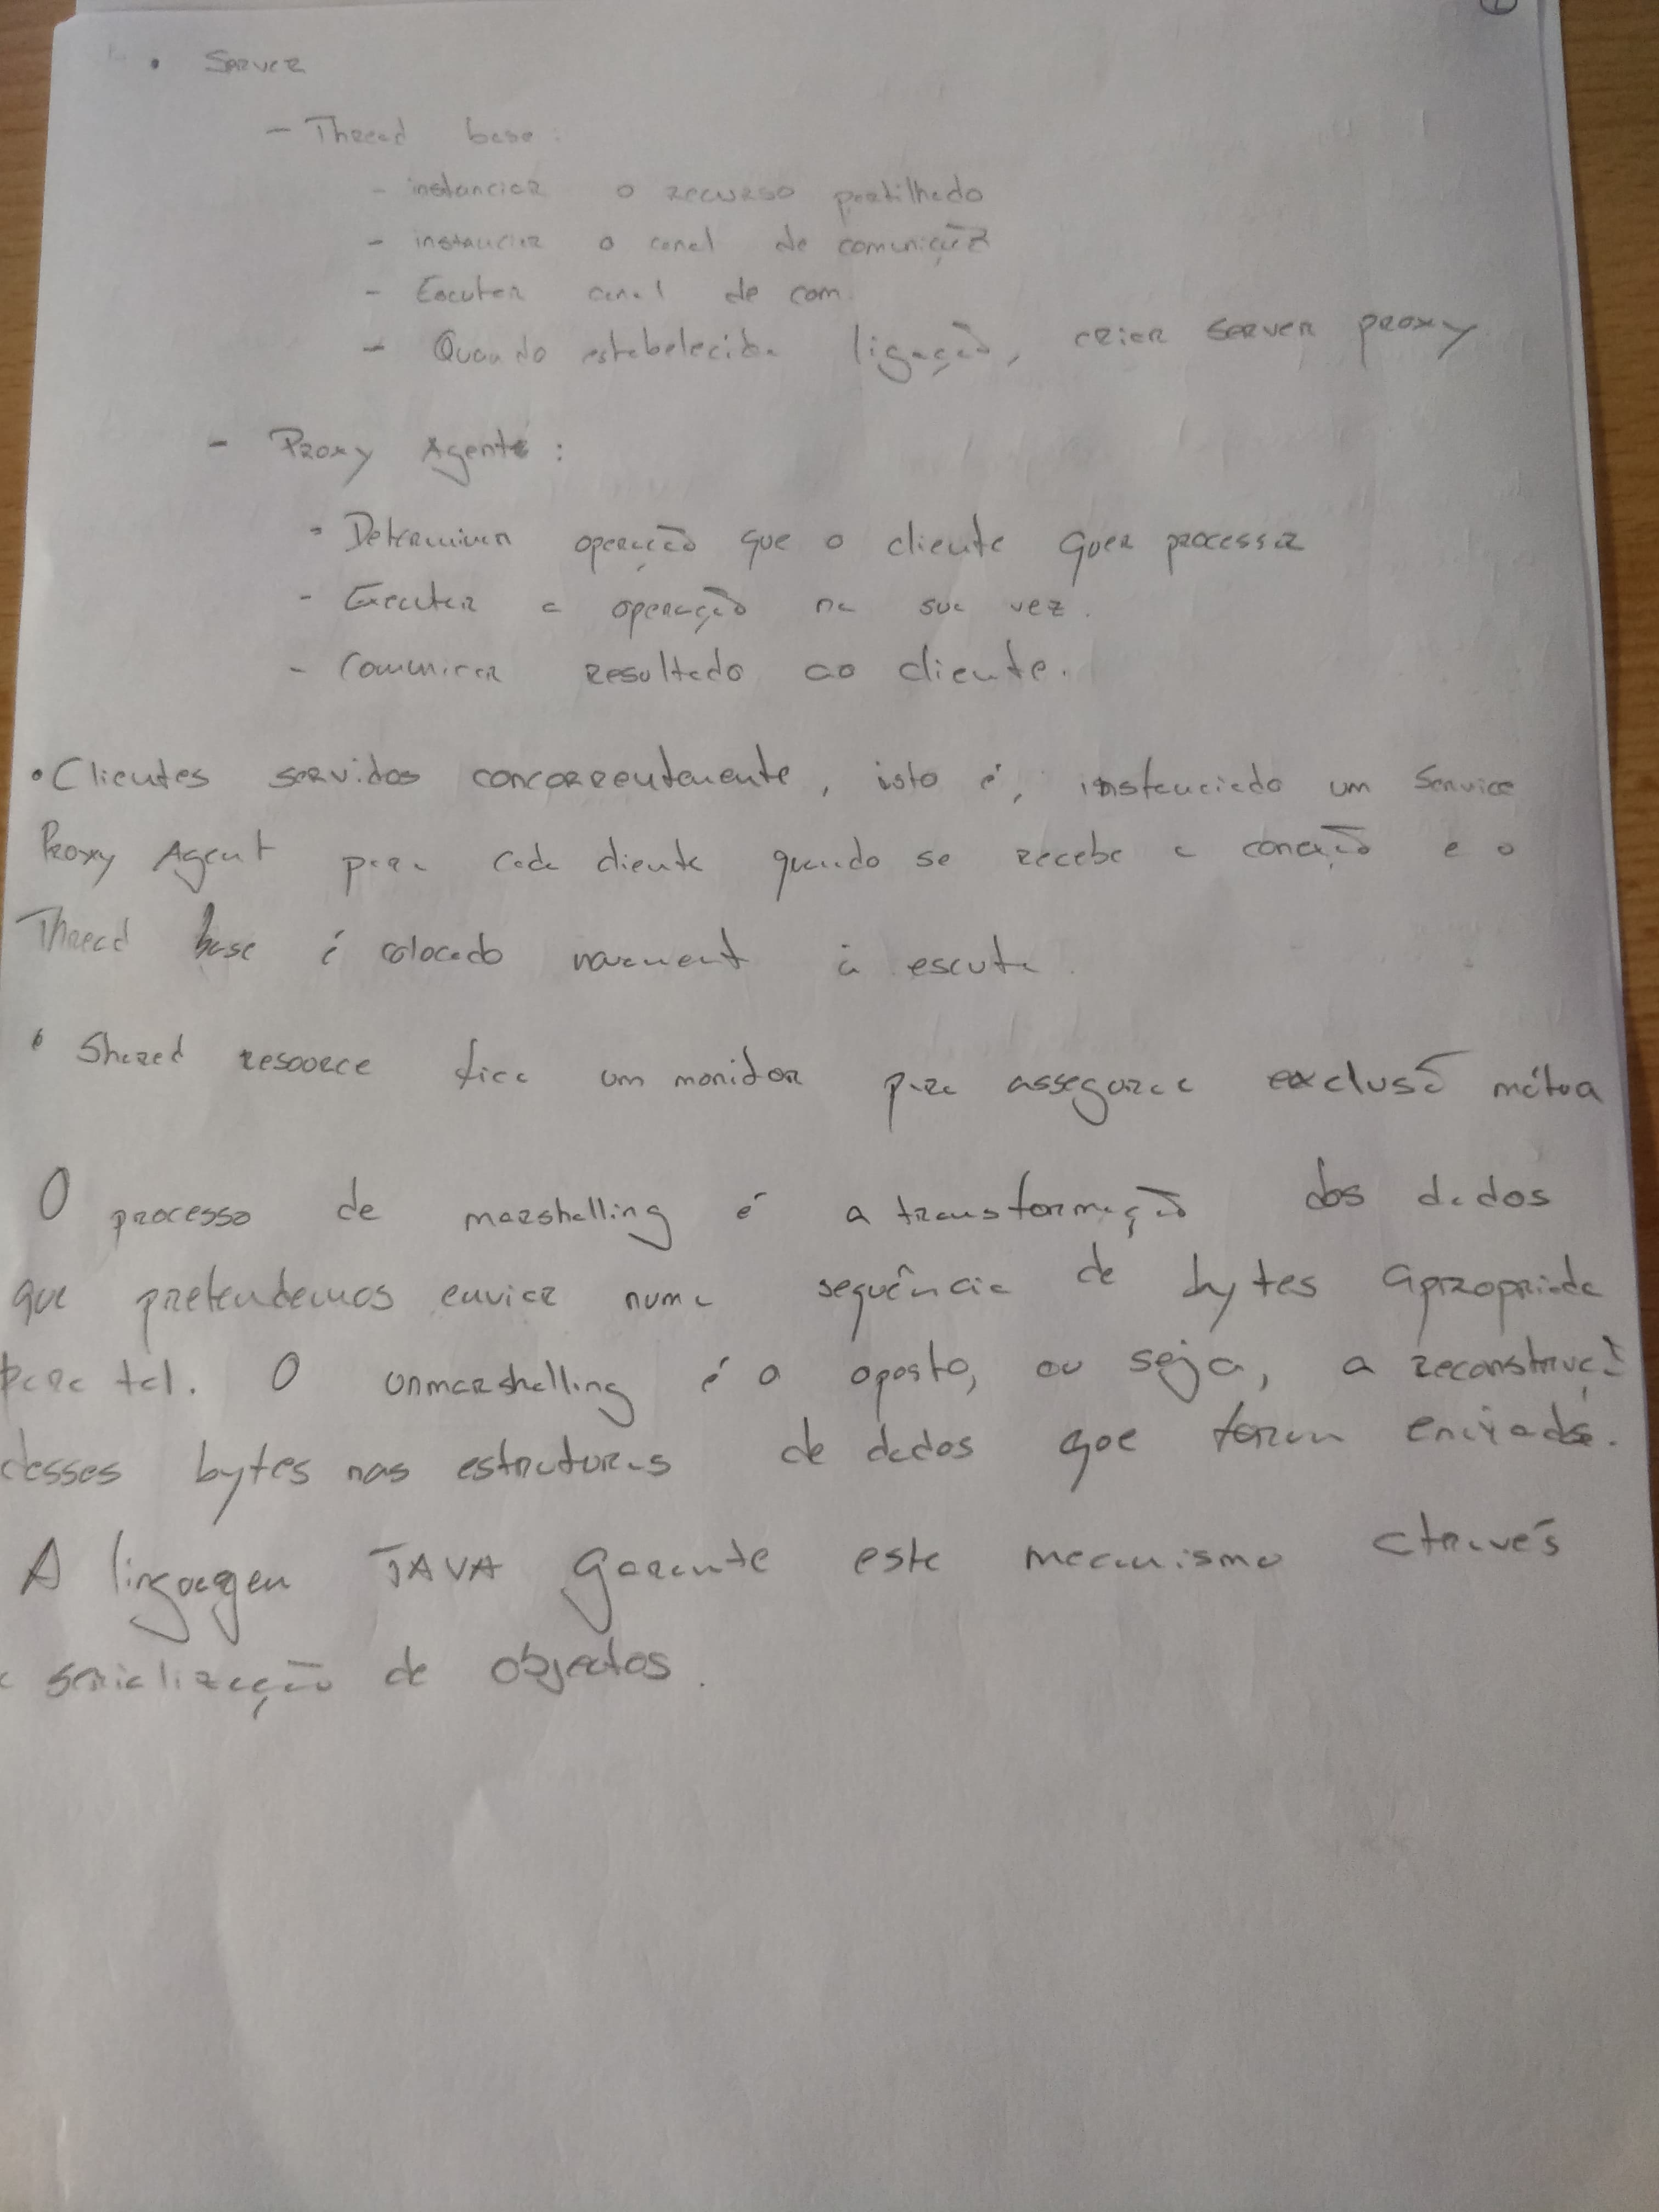 • Server
- Thread base:
- instanciar o recurso partilhado
- instanciar o canal de comunição
- Escutar canal de com.
- Quando estabelecida ligação, criar server proxy
- Proxy Agente :
- Determinar operação que o cliente quer processar
- Executar a operação na sua vez.
- Comunicar resultado ao cliente.
• Clientes servidos concorrentemente, isto é, instanciado um Service
Proxy Agent para cada cliente quando se recebe a conexão e o
Thread base é colocado novament à escuta.
• Shared resource fica um monitor para assegurar a exclusã mútua
O processo de marshalling é a transformação dos dados
que pretendemos enviar numa sequência de bytes apropriada
para tal. O unmarshalling é o oposto, ou seja, a reconstruçã
desses bytes nas estruturas de dados que foram enviadas.
A linguagem JAVA garante este mecanismo através
a serialização de objectos.